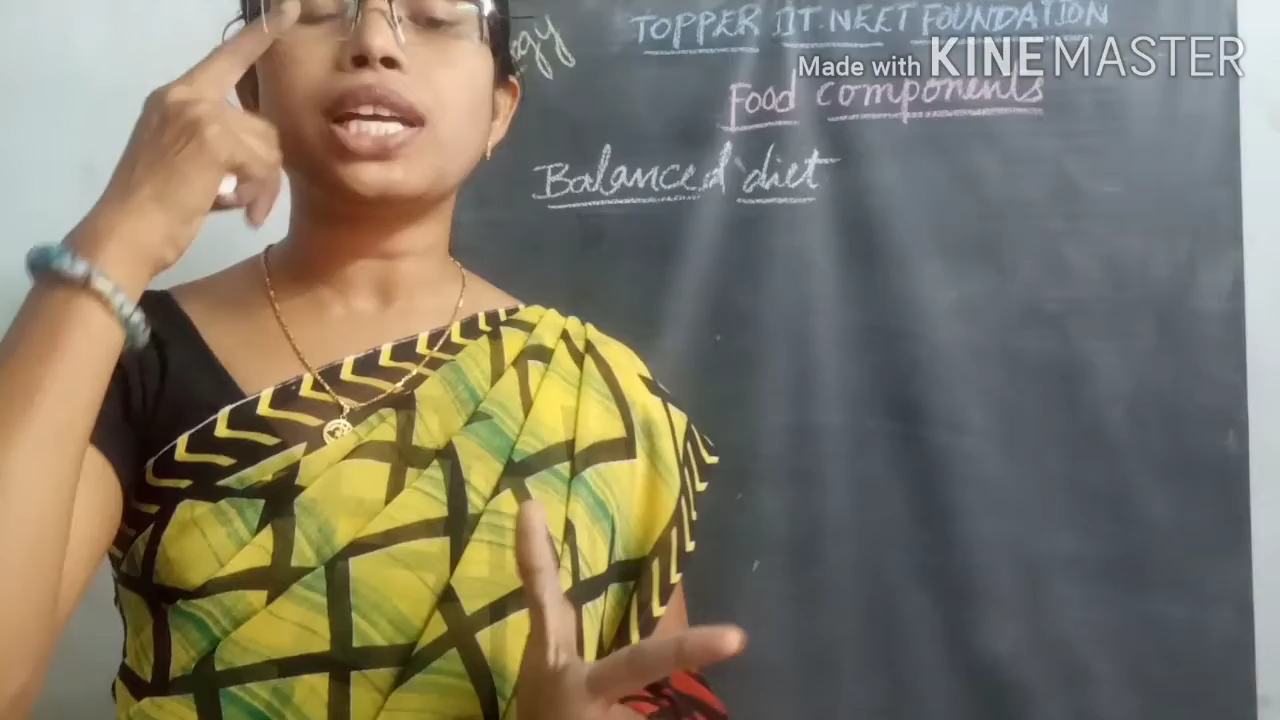 TOPPER IIT NEET FOUNDATION
Made with KINEMASTER
Food components
Balanced diet